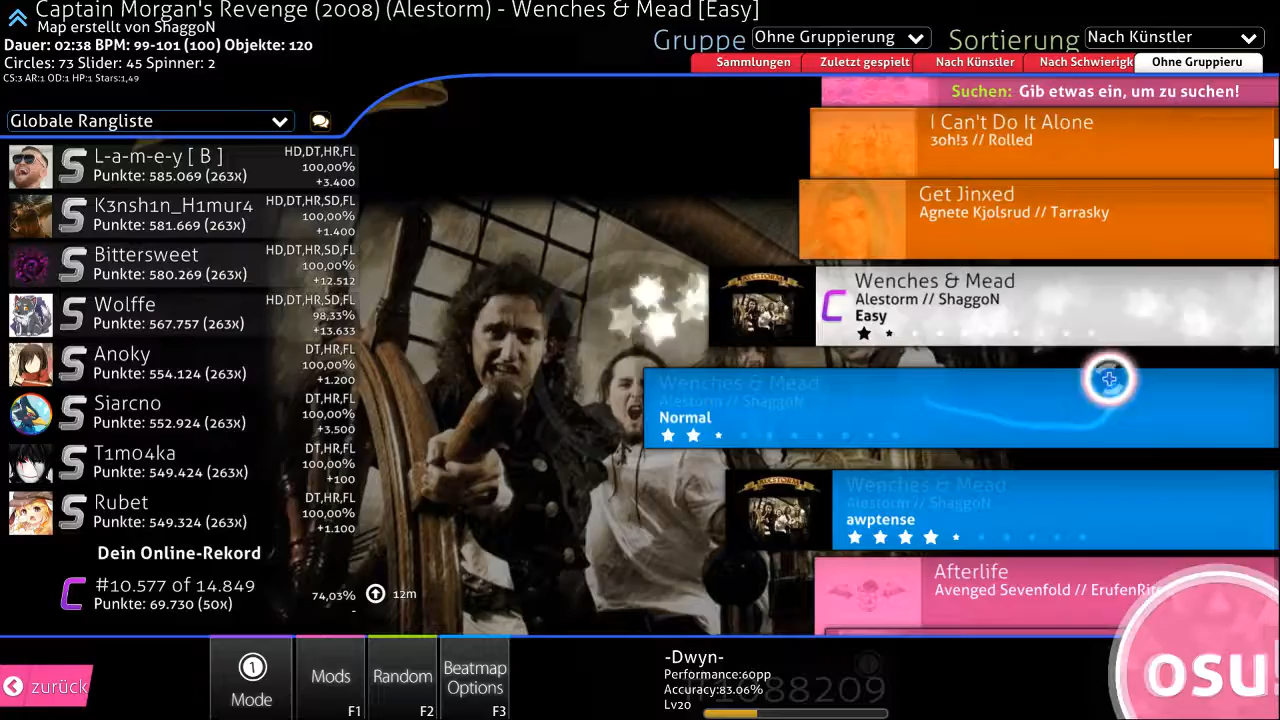 Captain Morgan's Revenge (2008) (Alestorm) - Wenches & Mead [Easy]
Map erstellt von ShaggoN
Dauer: 02:38 BPM: 99-101 (100) Objekte: 120
Circles: 73 Slider: 45 Spinner: 2
CS:3 AR:1 OD:1 HP:1 Stars:1,49
Gruppe Ohne Gruppierung
Sortierung Nach Künstler
Sammlungen
Zuletzt gespielt
Nach Künstler
Nach Schwierigk
Ohne Gruppieru
Suchen: Gib etwas ein, um zu suchen!
Globale Rangliste
L-a-m-e-y [ B ]
Punkte: 585.069 (263x)
HD,DT,HR,FL
100,00%
+3.400
K3nsh1n_H1mur4
Punkte: 581.669 (263x)
HD,DT,HR,FL
100,00%
+1.400
Bittersweet
Punkte: 580.269 (263x)
HD,DT,HR,SD,FL
100,00%
+12.512
Wolffe
Punkte: 567.757 (263x)
HD,DT,HR,SD,FL
98,33%
+13.633
Anoky
Punkte: 554.124 (263x)
DT,HR,FL
100,00%
+1.200
Siarcno
Punkte: 552.924 (263x)
DT,HR,FL
100,00%
+3.500
T1mo4ka
Punkte: 549.424 (263x)
DT,HR,FL
100,00%
+100
Rubet
Punkte: 549.324 (263x)
DT,HR,FL
100,00%
+1.100
Dein Online-Rekord
#10.577 of 14.849
Punkte: 69.730 (50x)
74,03%
12m
-
I Can't Do It Alone
3oh!3 // Rolled
Get Jinxed
Agnete Kjolsrud // Tarrasky
Wenches & Mead
Alestorm // ShaggoN
Easy
Wenches & Mead
Alestorm // ShaggoN
Normal
Wenches & Mead
Alestorm // ShaggoN
awptense
Afterlife
Avenged Sevenfold // ErufenRit
zurück
1
Mode
Mods
F1
Random
F2
Beatmap
Options
F3
-Dwyn-
Performance:60pp
Accuracy:83.06%
Lv20
osu